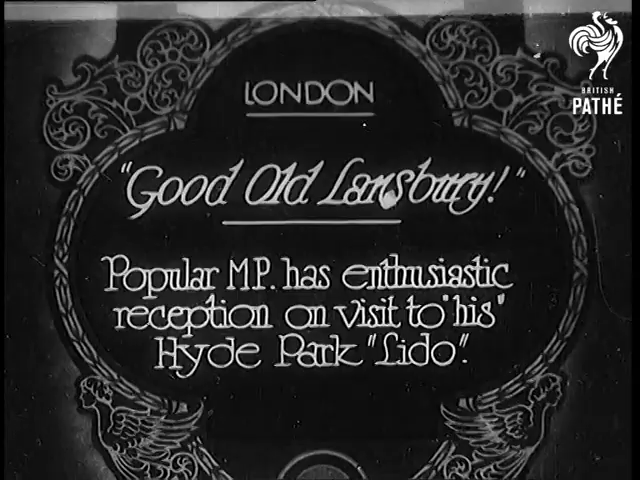 LONDON
"Good Old Lansbury!"
Popular M.P. has enthusiastic
reception on visit to "his"
Hyde Park "Lido".
BRITISH
PATHÉ